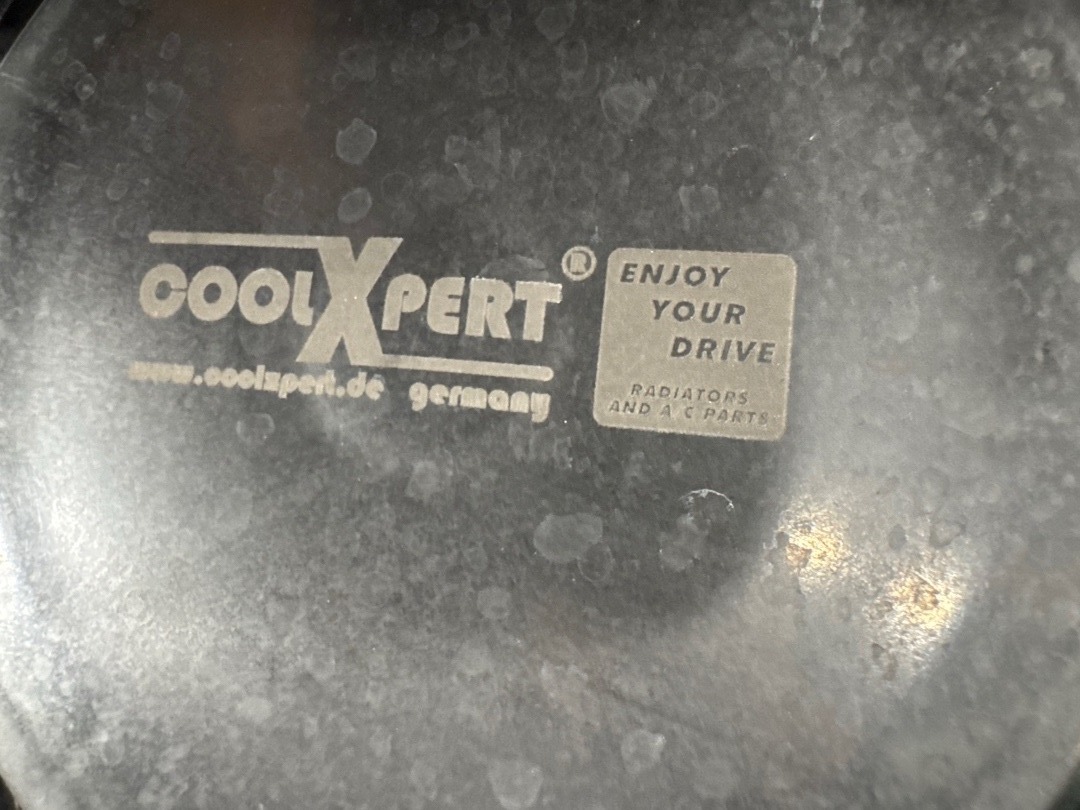 COOLXPERT®
www.coolxpert.de germany
ENJOY
YOUR
DRIVE
RADIATORS
AND A C PARTS